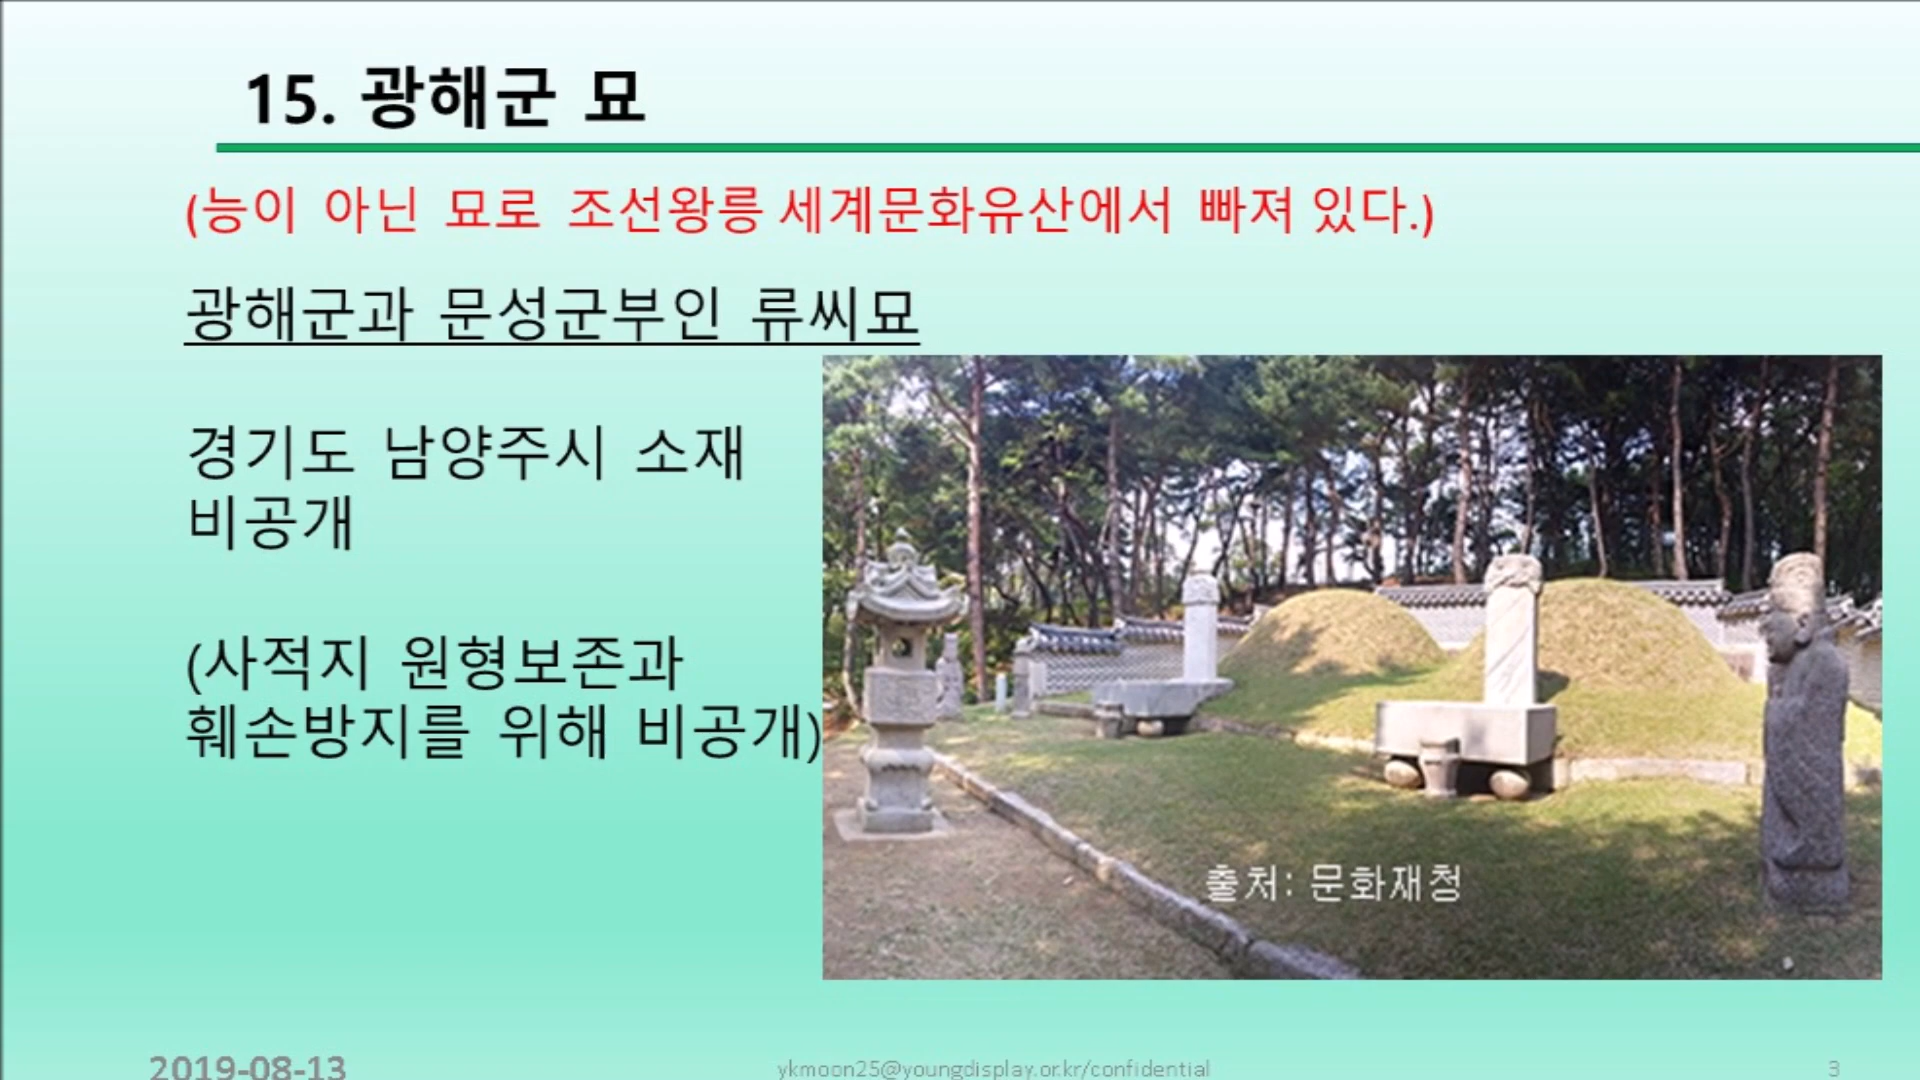 15. 광해군 묘
(능이 아닌 묘로 조선왕릉 세계문화유산에서 빠져 있다.)
광해군과 문성군부인 류씨묘
경기도 남양주시 소재
비공개
(사적지 원형보존과
훼손방지를 위해 비공개)
출처: 문화재청
2019-08-13
ykmoon25@youngdisplay.or.kr/confidential
3